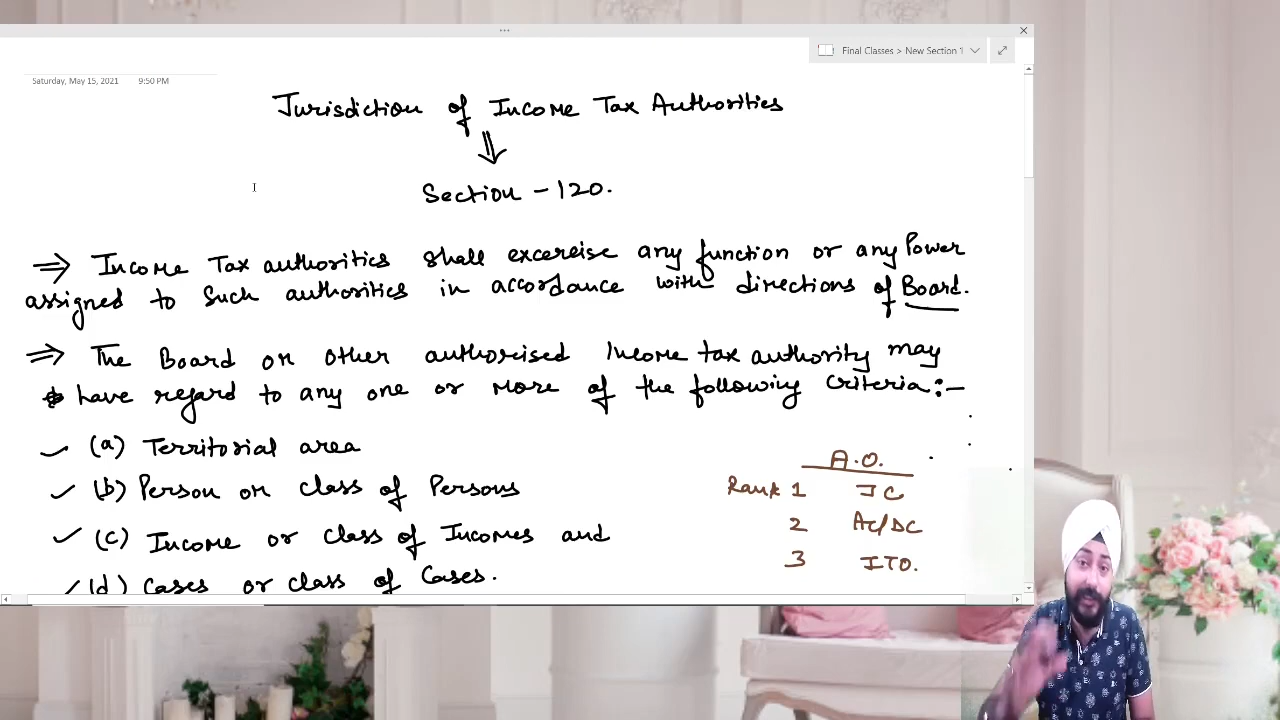 Final Classes > New Section 1
Saturday, May 15, 2021 9:50 PM
Jurisdiction of Income Tax Authorities
⇓
Section - 120.
⇒ Income Tax authorities shall excereise any function or any Power
assigned to such authorities in accordance with directions of Board.
⇒ The Board or other authorised Income tax authority may
have regard to any one or more of the following criteria:-
(a) Territorial area
(b) Person or class of Persons
(c) Income or class of Incomes and
(d) Cases or class of Cases.
A.O.
Rank 1 JC
2 AC/DC
3 ITO.